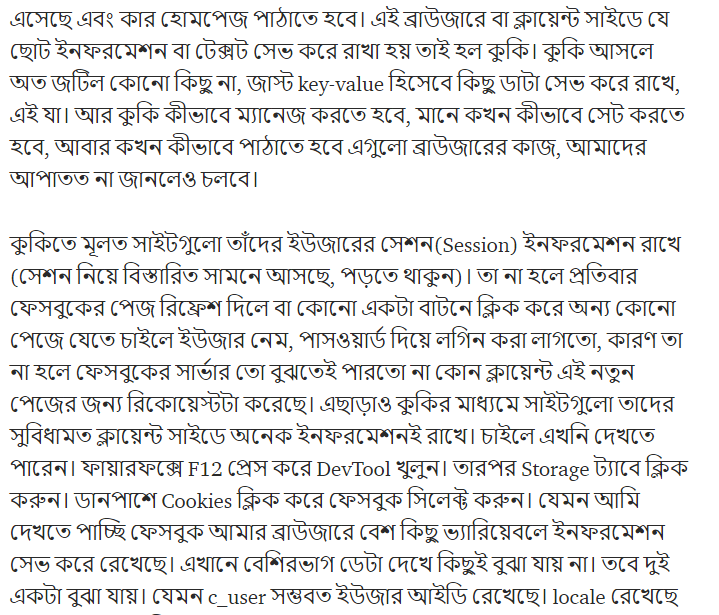 এসেছে এবং কার হোমপেজ পাঠাতে হবে। এই ব্রাউজারে বা ক্লায়েন্ট সাইডে যে
ছোট ইনফরমেশন বা টেক্সট সেভ করে রাখা হয় তাই হল কুকি। কুকি আসলে
অত জটিল কোনো কিছু না, জাস্ট key-value হিসেবে কিছু ডাটা সেভ করে রাখে,
এই যা। আর কুকি কীভাবে ম্যানেজ করতে হবে, মানে কখন কীভাবে সেট করতে
হবে, আবার কখন কীভাবে পাঠাতে হবে এগুলো ব্রাউজারের কাজ, আমাদের
আপাতত না জানলেও চলবে।
কুকিতে মূলত সাইটগুলো তাঁদের ইউজারের সেশন(Session) ইনফরমেশন রাখে
(সেশন নিয়ে বিস্তারিত সামনে আসছে, পড়তে থাকুন)। তা না হলে প্রতিবার
ফেসবুকের পেজ রিফ্রেশ দিলে বা কোনো একটা বাটনে ক্লিক করে অন্য কোনো
পেজে যেতে চাইলে ইউজার নেম, পাসওয়ার্ড দিয়ে লগিন করা লাগতো, কারণ তা
না হলে ফেসবুকের সার্ভার তো বুঝতেই পারতো না কোন ক্লায়েন্ট এই নতুন
পেজের জন্য রিকোয়েস্টটা করেছে। এছাড়াও কুকির মাধ্যমে সাইটগুলো তাদের
সুবিধামত ক্লায়েন্ট সাইডে অনেক ইনফরমেশনই রাখে। চাইলে এখনি দেখতে
পারেন। ফায়ারফক্সে F12 প্রেস করে DevTool খুলুন। তারপর Storage ট্যাবে ক্লিক
করুন। ডানপাশে Cookies ক্লিক করে ফেসবুক সিলেক্ট করুন। যেমন আমি
দেখতে পাচ্ছি ফেসবুক আমার ব্রাউজারে বেশ কিছু ভ্যারিয়েবলে ইনফরমেশন
সেভ করে রেখেছে। এখানে বেশিরভাগ ডেটা দেখে কিছুই বুঝা যায় না। তবে দুই
একটা বুঝা যায়। যেমন c_user সম্ভবত ইউজার আইডি রেখেছে। locale রেখেছে